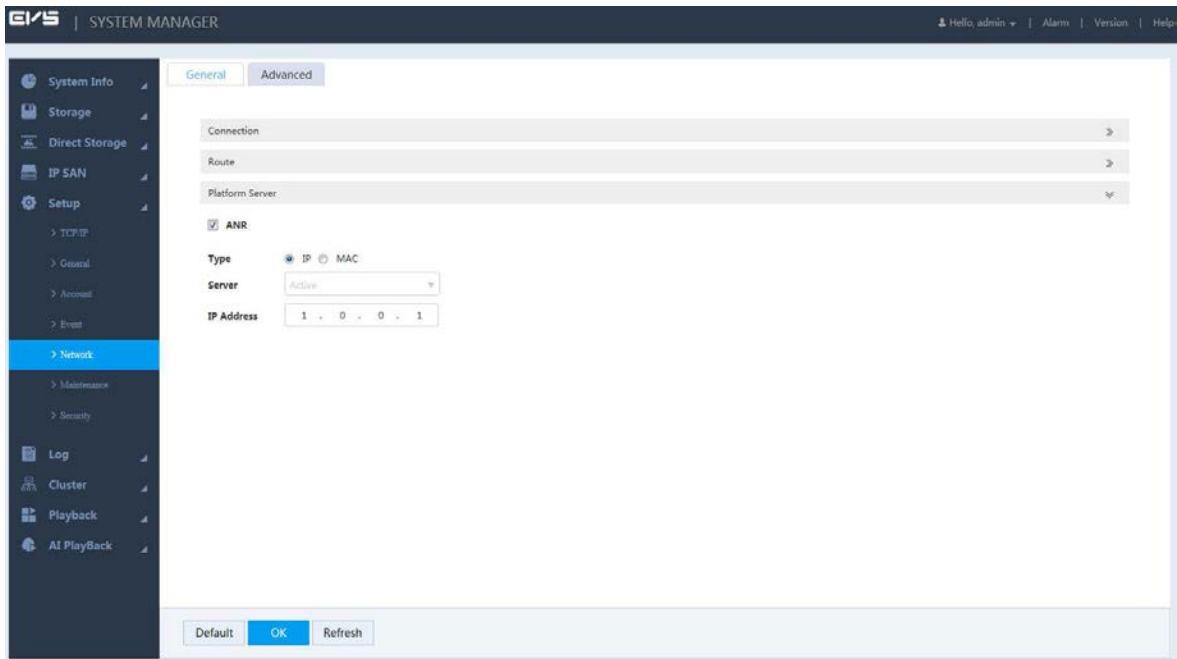 EVS | SYSTEM MANAGER
Hello, admin | Alarm | Version | Help
System Info
Storage
Direct Storage
IP SAN
Setup
> TCP/IP
> General
> Account
> Event
> Network
> Maintenance
> Security
Log
Cluster
Playback
AI PlayBack
General Advanced
Connection
Route
Platform Server
ANR
Type IP MAC
Server Active
IP Address 1 . 0 . 0 . 1
Default OK Refresh